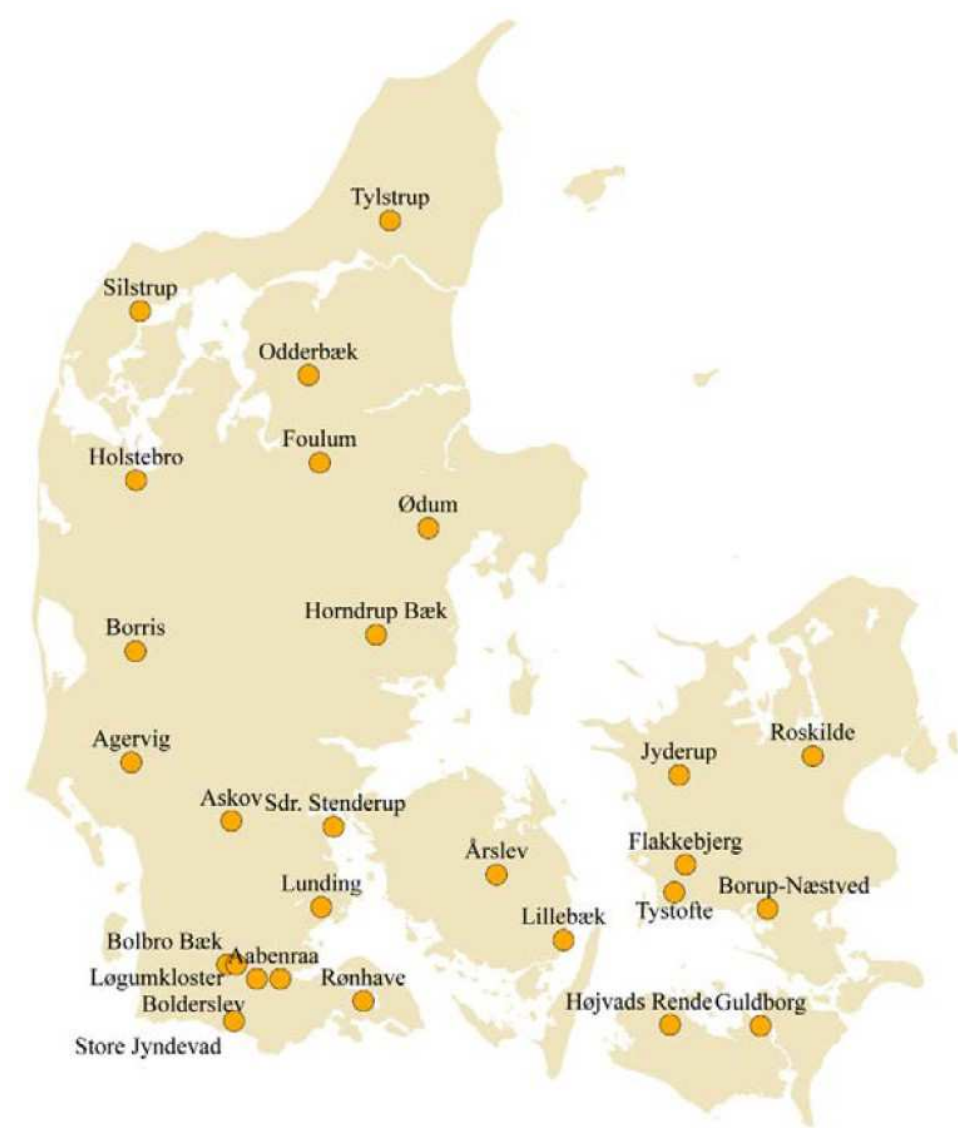 Tylstrup
Silstrup
Odderbæk
Foulum
Holstebro
Ødum
Horndrup Bæk
Borris
Agervig
Roskilde
Jyderup
Askov
Sdr. Stenderup
Flakkebjerg
Årslev
Lunding
Borup-Næstved
Tystofte
Lillebæk
Bolbro Bæk
Aabenraa
Løgumkloster
Rønhave
Bolderslev
Højvads Rende
Guldborg
Store Jyndevad